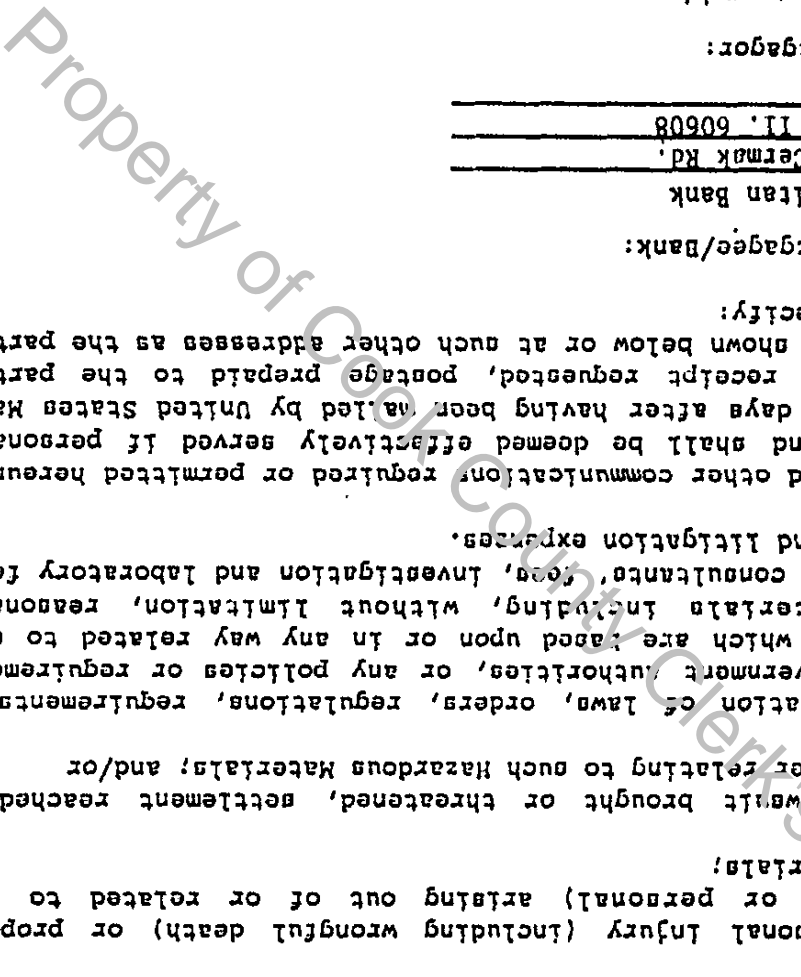 sonal injury (including wrongful death) or prop
or personal) arising out of or related to
rials;
wsuit brought or threatened, settlement reached
er relating to such Hazardous Materials; and/or
ation of laws, orders, regulations, requirements
vernment authorities, or any policies or requireme
which are based upon or in any way related to
terials including, without limitation, reason
consultants' fees, investigation and laboratory fe
nd litigation expenses.
d other communications required or permitted hereun
nd shall be deemed effectively served if persona
days after having been mailed by United States Ma
receipt requested, postage prepaid to the part
shown below or at such other addresses as the part
ecify:
gagee/Bank:
litan Bank
Cermak Rd.
Il. 60608
gagor:
Property of Cook County Clerk's